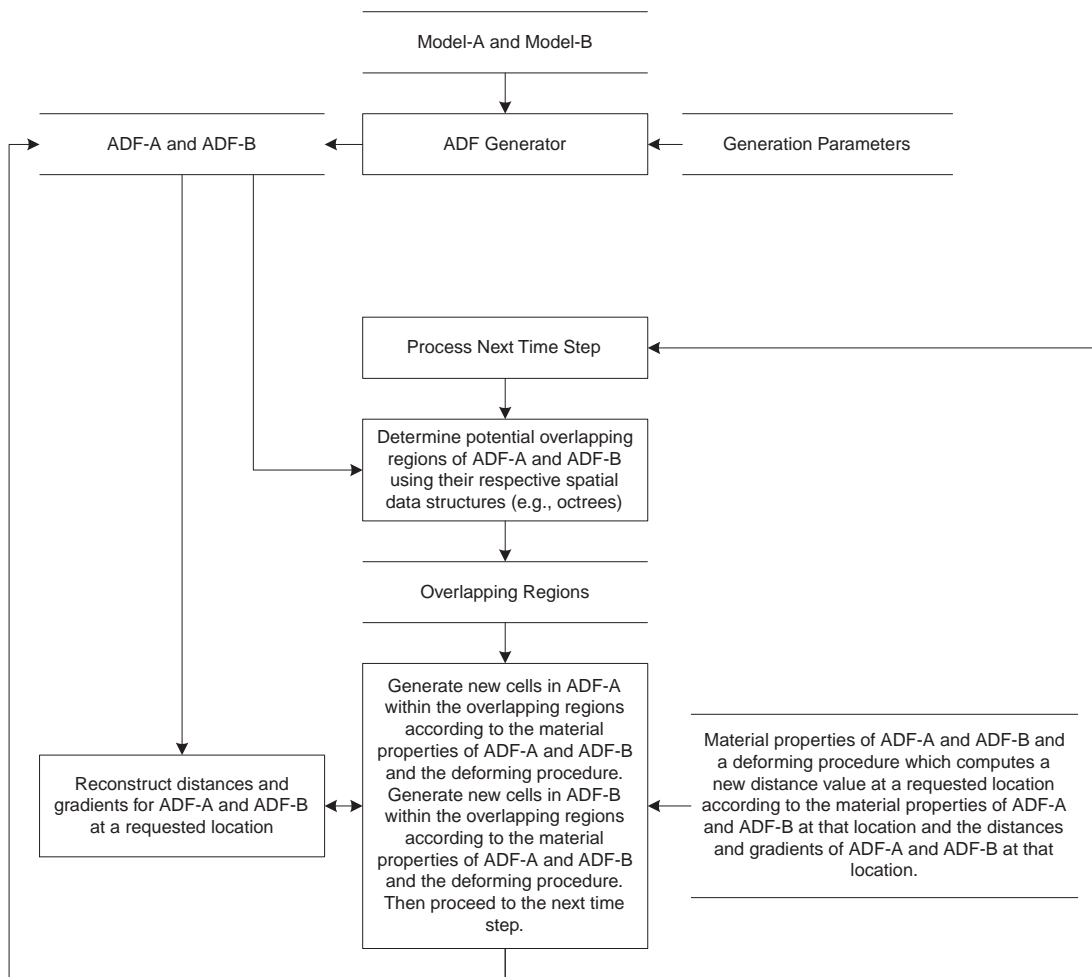 Model-A and Model-B
ADF-A and ADF-B
ADF Generator
Generation Parameters
Process Next Time Step
Determine potential overlapping
regions of ADF-A and ADF-B
using their respective spatial
data structures (e.g., octrees)
Overlapping Regions
Generate new cells in ADF-A
within the overlapping regions
according to the material
properties of ADF-A and ADF-B
and the deforming procedure.
Generate new cells in ADF-B
within the overlapping regions
according to the material
properties of ADF-A and ADF-B
and the deforming procedure.
Then proceed to the next time
step.
Reconstruct distances and
gradients for ADF-A and ADF-B
at a requested location
Material properties of ADF-A and ADF-B and
a deforming procedure which computes a
new distance value at a requested location
according to the material properties of ADF-A
and ADF-B at that location and the distances
and gradients of ADF-A and ADF-B at that
location.